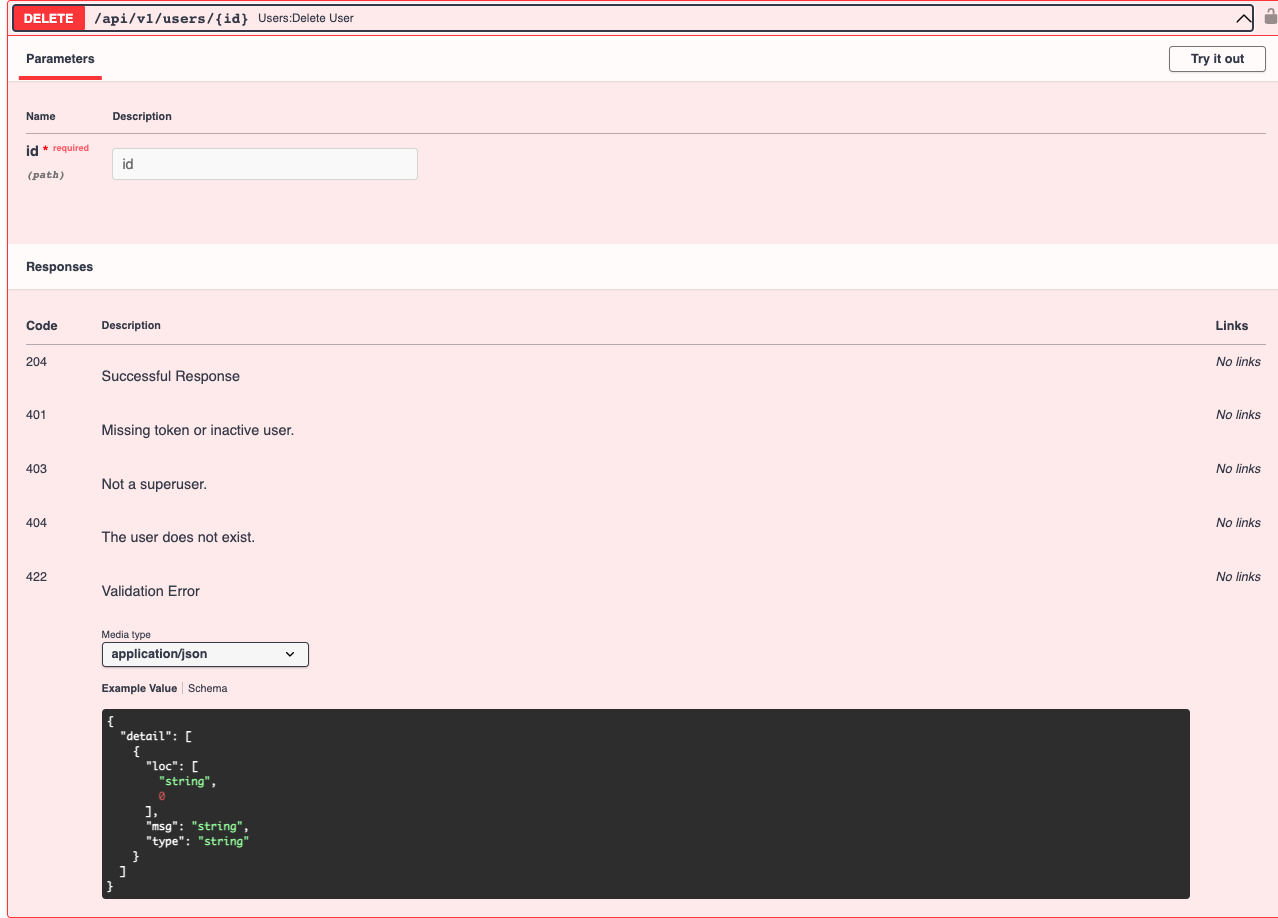 DELETE /api/v1/users/{id} Users:Delete User
Parameters
Try it out
Name Description
id * required
(path)
id
Responses
Code Description Links
204 No links
Successful Response
401 No links
Missing token or inactive user.
403 No links
Not a superuser.
404 No links
The user does not exist.
422 No links
Validation Error
Media type
application/json
Example Value Schema
{
  "detail": [
    {
      "loc": [
        "string",
        0
      ],
      "msg": "string",
      "type": "string"
    }
  ]
}